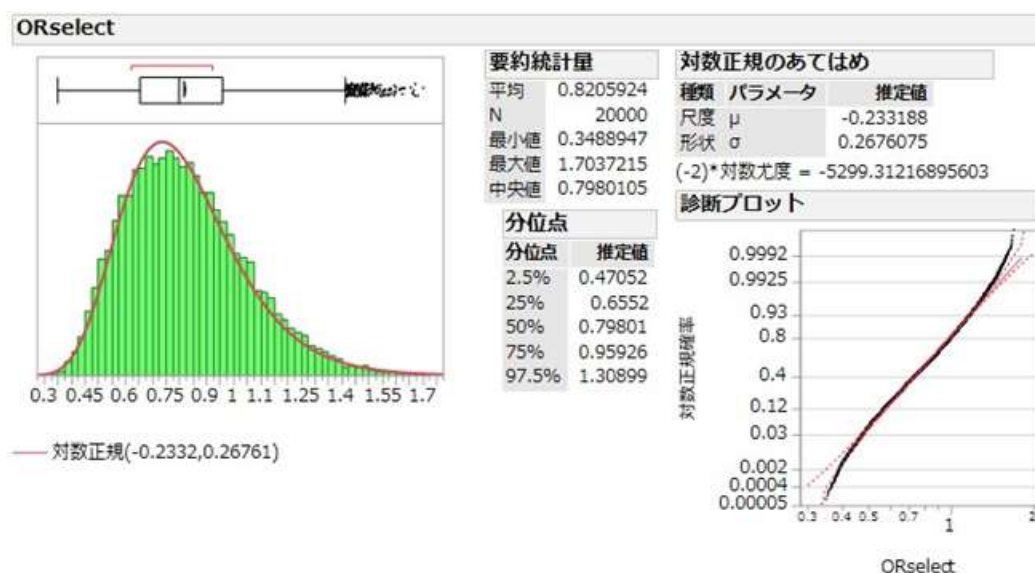 ORselect
0.3 0.45 0.6 0.75 0.9 1 1.1 1.25 1.4 1.55 1.7
対数正規(-0.2332,0.26761)
要約統計量
平均 0.8205924
N 20000
最小値 0.3488947
最大値 1.7037215
中央値 0.7980105
分位点
分位点 推定値
2.5% 0.47052
25% 0.6552
50% 0.79801
75% 0.95926
97.5% 1.30899
対数正規のあてはめ
種類 パラメータ 推定値
尺度 μ -0.233188
形状 σ 0.2676075
(-2)*対数尤度 = -5299.31216895603
診断プロット
対数正規確率
0.9992
0.9925
0.93
0.8
0.4
0.12
0.03
0.002
0.0004
0.00005
0.3 0.4 0.5 0.7 1 2
ORselect